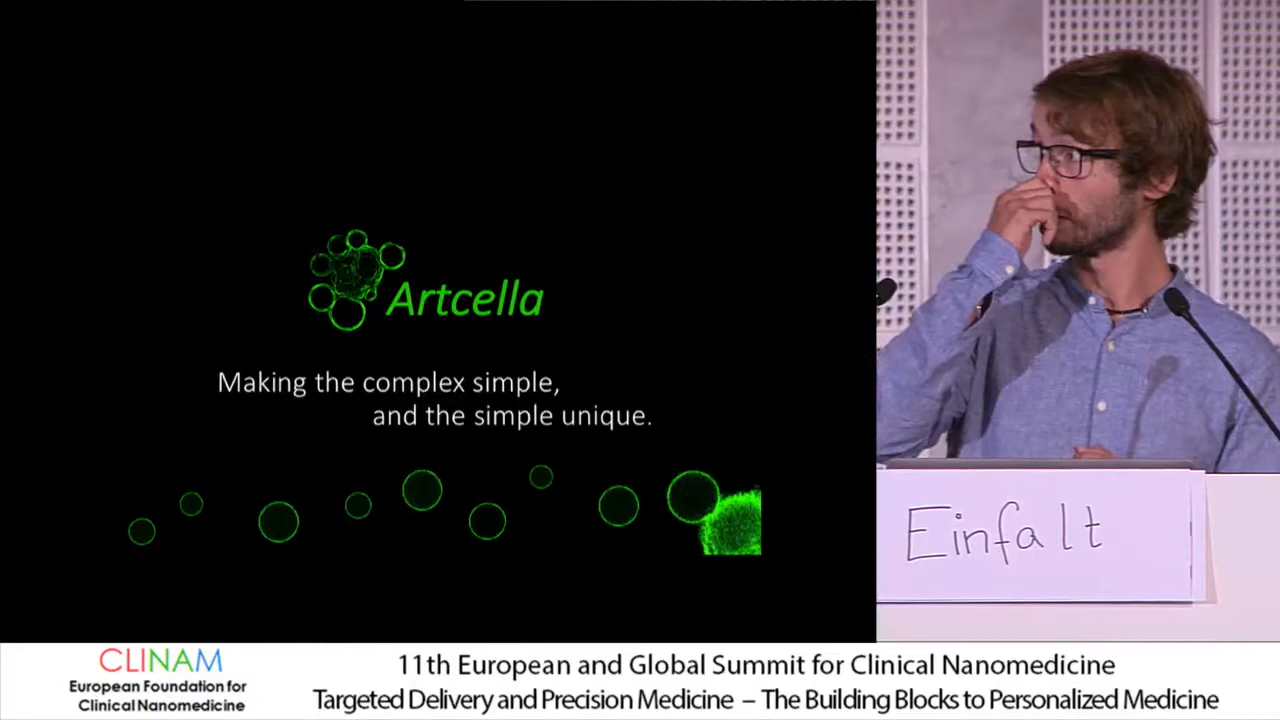 Artcella
Making the complex simple,
and the simple unique.
Einfalt
CLINAM
European Foundation for
Clinical Nanomedicine
11th European and Global Summit for Clinical Nanomedicine
Targeted Delivery and Precision Medicine – The Building Blocks to Personalized Medicine